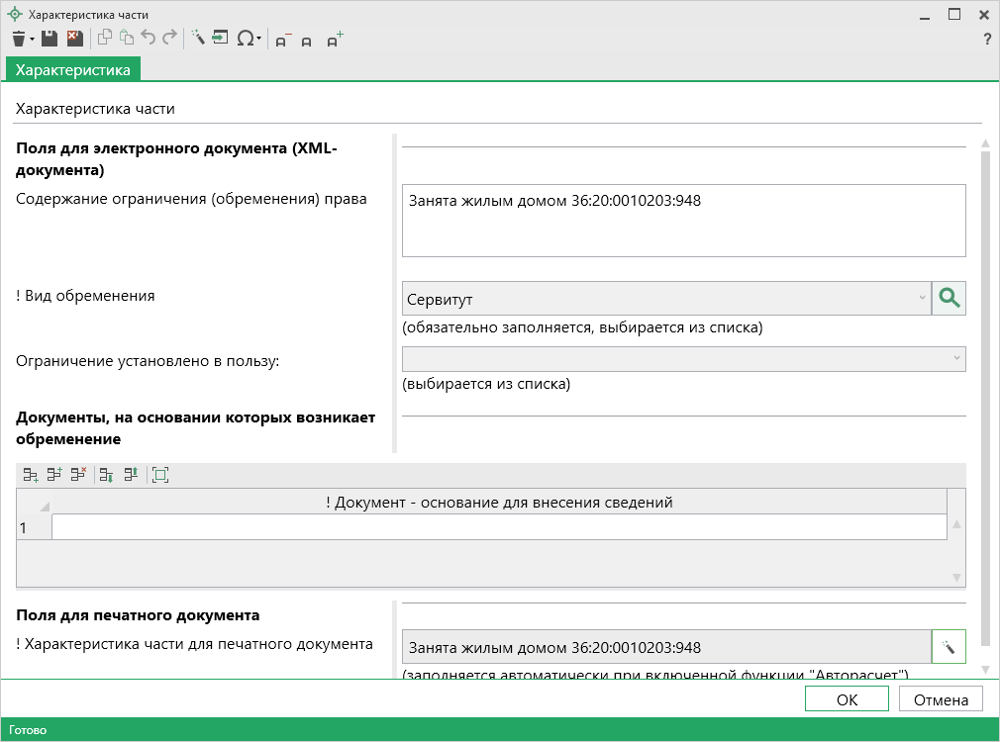 Характеристика части
?
Характеристика
Характеристика части
Поля для электронного документа (XML-
документа)
Содержание ограничения (обременения) права
Занята жилым домом 36:20:0010203:948
! Вид обременения
Сервитут
(обязательно заполняется, выбирается из списка)
Ограничение установлено в пользу:
(выбирается из списка)
Документы, на основании которых возникает
обременение
! Документ - основание для внесения сведений
1
Поля для печатного документа
! Характеристика части для печатного документа
Занята жилым домом 36:20:0010203:948
(заполняется автоматически при включенной функции "Авторасчет")
ОК
Отмена
Готово